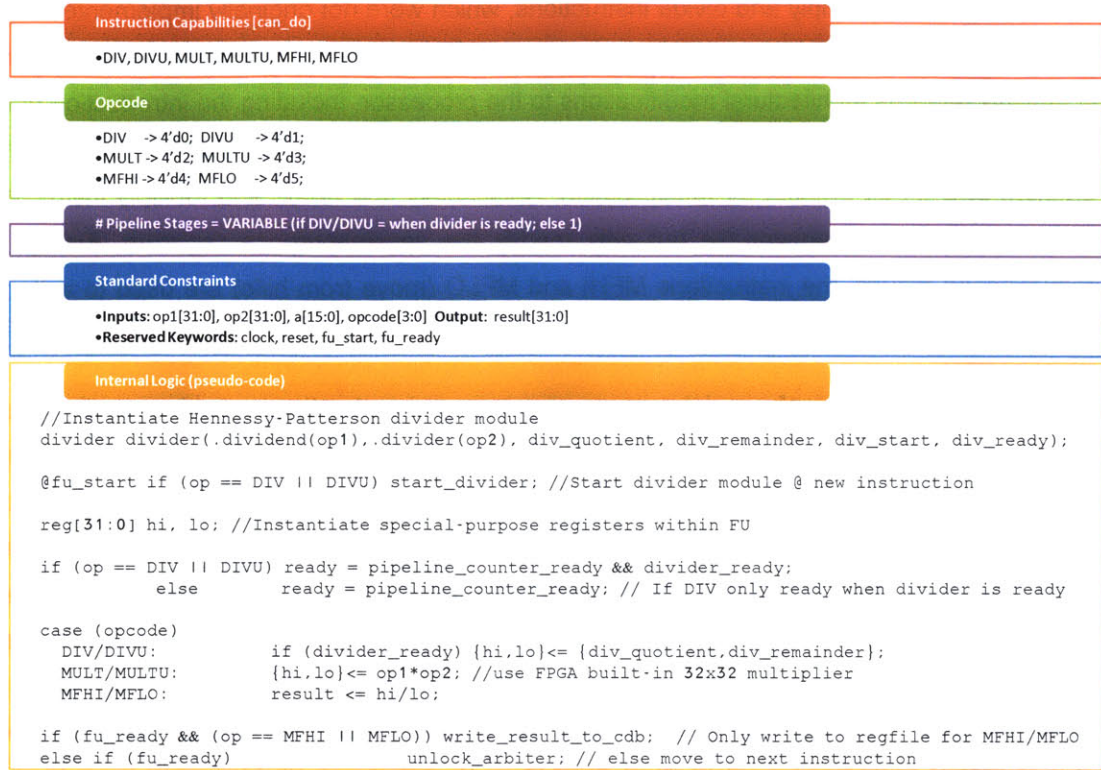 Instruction Capabilities [can_do]
•DIV, DIVU, MULT, MULTU, MFHI, MFLO
Opcode
•DIV -> 4'd0; DIVU -> 4'd1;
•MULT -> 4'd2; MULTU -> 4'd3;
•MFHI -> 4'd4; MFLO -> 4'd5;
# Pipeline Stages = VARIABLE (if DIV/DIVU = when divider is ready; else 1)
Standard Constraints
•Inputs: op1[31:0], op2[31:0], a[15:0], opcode[3:0] Output: result[31:0]
•Reserved Keywords: clock, reset, fu_start, fu_ready
Internal Logic (pseudo-code)
//Instantiate Hennessy-Patterson divider module
divider divider(.dividend(op1),.divider(op2), div_quotient, div_remainder, div_start, div_ready);
@fu_start if (op == DIV || DIVU) start_divider; //Start divider module @ new instruction
reg[31:0] hi, lo; //Instantiate special-purpose registers within FU
if (op == DIV || DIVU) ready = pipeline_counter_ready && divider_ready;
else ready = pipeline_counter_ready; // If DIV only ready when divider is ready
case (opcode)
DIV/DIVU: if (divider_ready) {hi,lo}<= {div_quotient,div_remainder};
MULT/MULTU: {hi,lo}<= op1*op2; //use FPGA built-in 32x32 multiplier
MFHI/MFLO: result <= hi/lo;
if (fu_ready && (op == MFHI || MFLO)) write_result_to_cdb; // Only write to regfile for MFHI/MFLO
else if (fu_ready) unlock_arbiter; // else move to next instruction